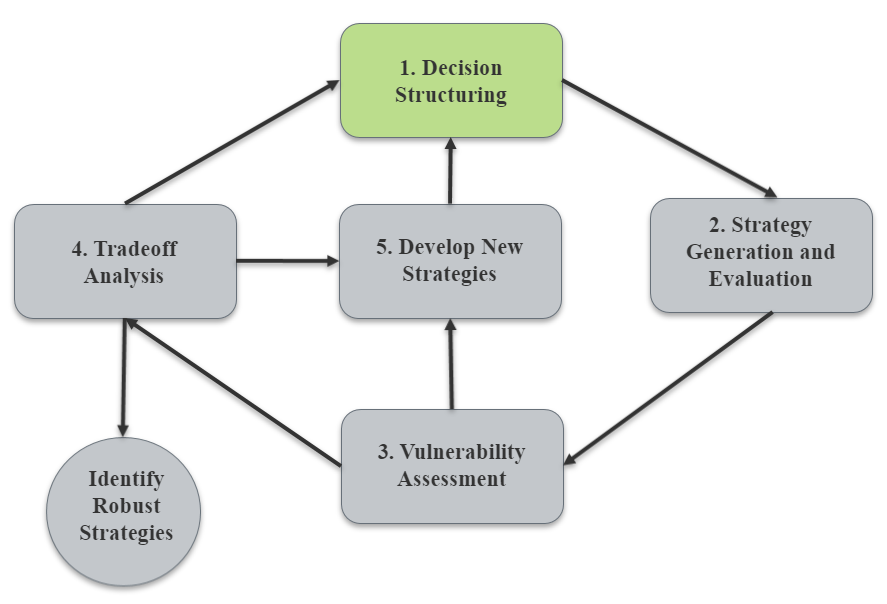 1. Decision
Structuring
4. Tradeoff
Analysis
5. Develop New
Strategies
2. Strategy
Generation and
Evaluation
3. Vulnerability
Assessment
Identify
Robust
Strategies